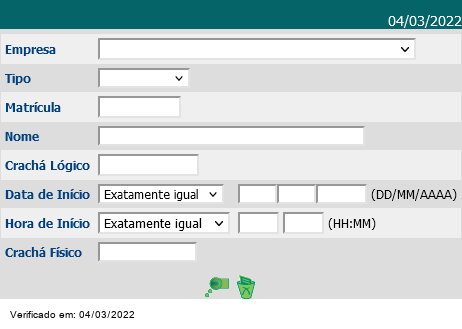 04/03/2022
Empresa
Tipo
Matrícula
Nome
Crachá Lógico
Data de Início Exatamente igual (DD/MM/AAAA)
Hora de Início Exatamente igual (HH:MM)
Crachá Físico
Verificado em: 04/03/2022